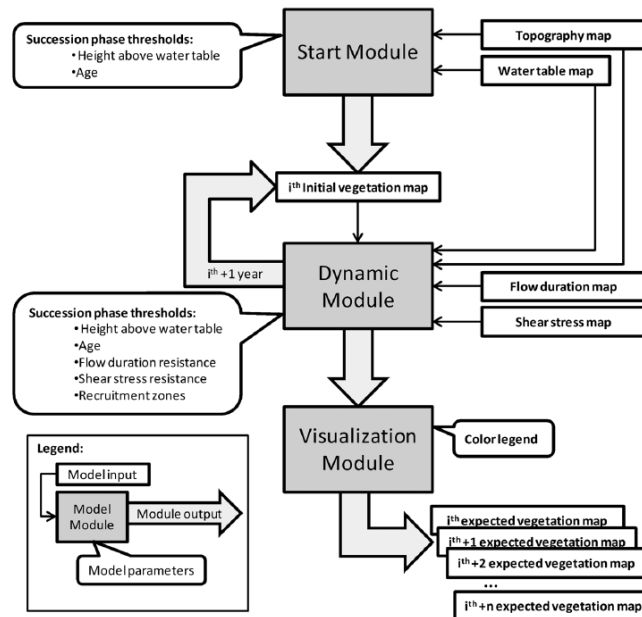 Succession phase thresholds:
•Height above water table
•Age
Start Module
Topography map
Water table map
iᵗʰ Initial vegetation map
iᵗʰ +1 year
Dynamic
Module
Flow duration map
Shear stress map
Succession phase thresholds:
•Height above water table
•Age
•Flow duration resistance
•Shear stress resistance
•Recruitment zones
Visualization
Module
Color legend
Legend:
Model input
Model
Module
Module output
Model parameters
iᵗʰ expected vegetation map
iᵗʰ+1 expected vegetation map
iᵗʰ+2 expected vegetation map
...
iᵗʰ+n expected vegetation map